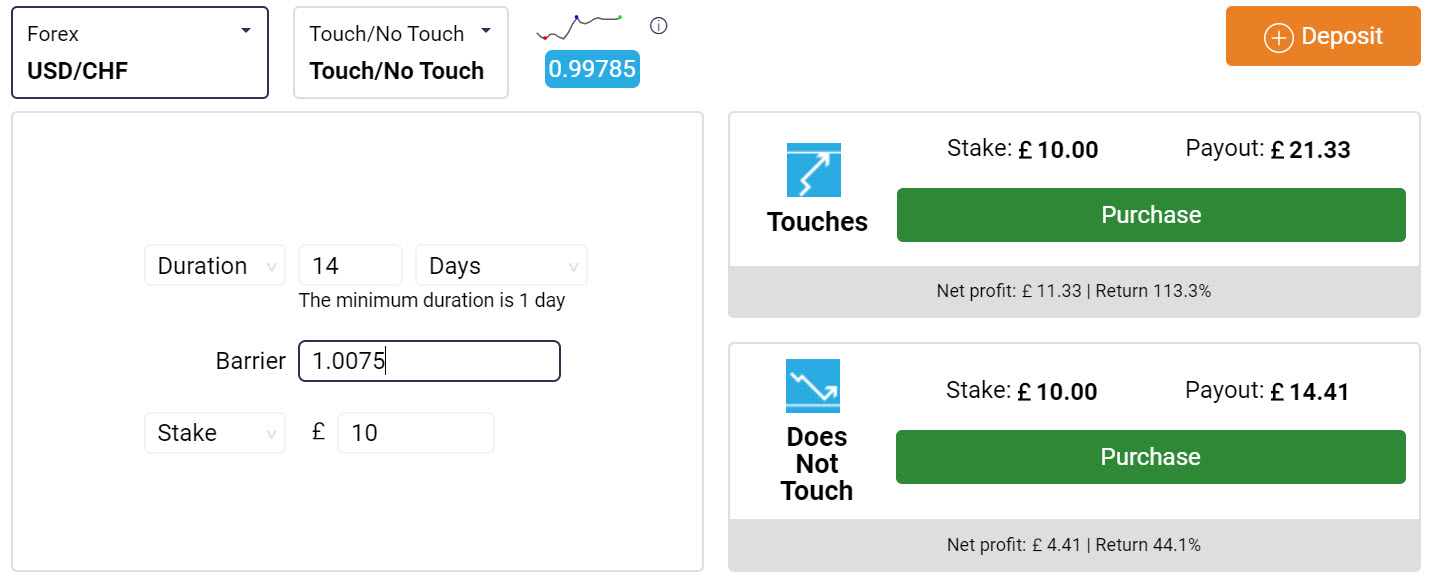 Forex
USD/CHF
Touch/No Touch
Touch/No Touch
0.99785
Deposit
Duration
14
Days
The minimum duration is 1 day
Barrier
1.0075
Stake
£
10
Stake: £ 10.00
Payout: £ 21.33
Touches
Purchase
Net profit: £ 11.33 | Return 113.3%
Stake: £ 10.00
Payout: £ 14.41
Does
Not
Touch
Purchase
Net profit: £ 4.41 | Return 44.1%